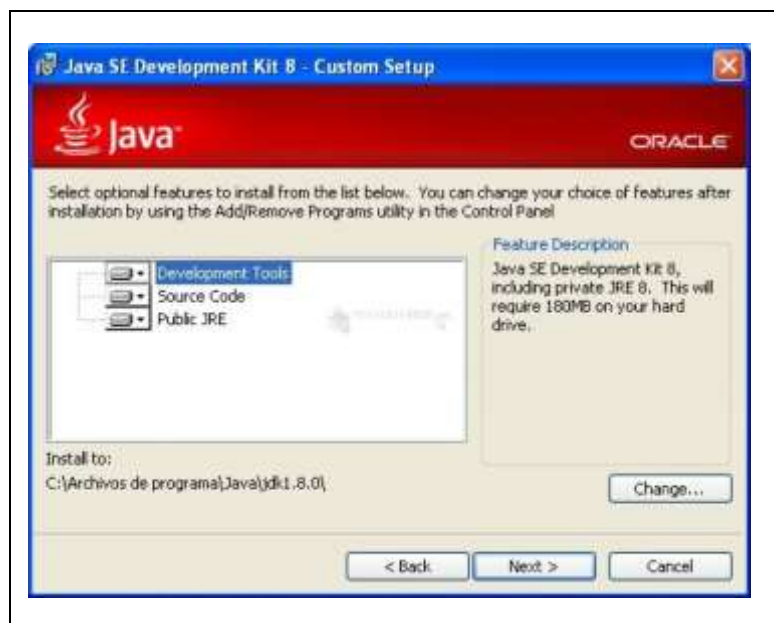 Java SE Development Kit 8 - Custom Setup
Java
ORACLE
Select optional features to install from the list below. You can change your choice of features after
installation by using the Add/Remove Programs utility in the Control Panel
Development Tools
Source Code
Public JRE
Feature Description
Java SE Development Kit 8,
including private JRE 8. This will
require 180MB on your hard
drive.
Install to:
C:\Archivos de programa\Java\jdk1.8.0\
Change...
< Back
Next >
Cancel